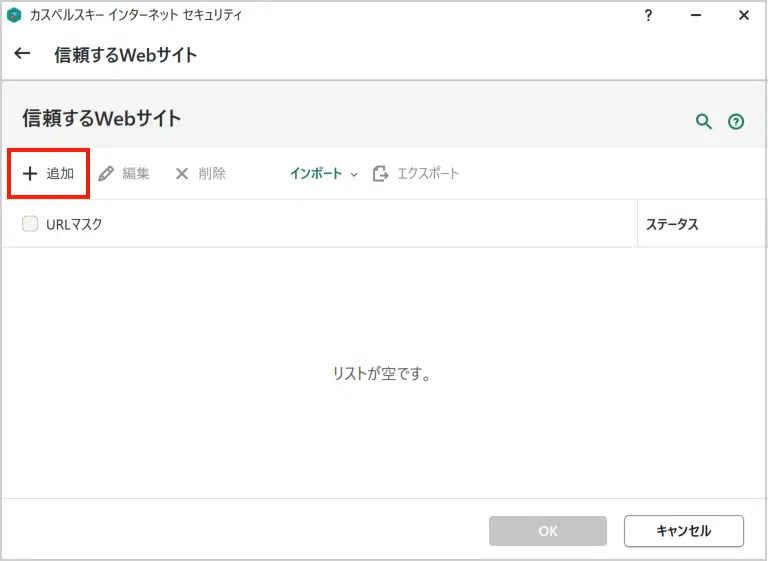 カスペルスキー インターネット セキュリティ ?
信頼するWebサイト
信頼するWebサイト ?
追加 編集 削除 インポート エクスポート
URLマスク ステータス
リストが空です。
OK キャンセル